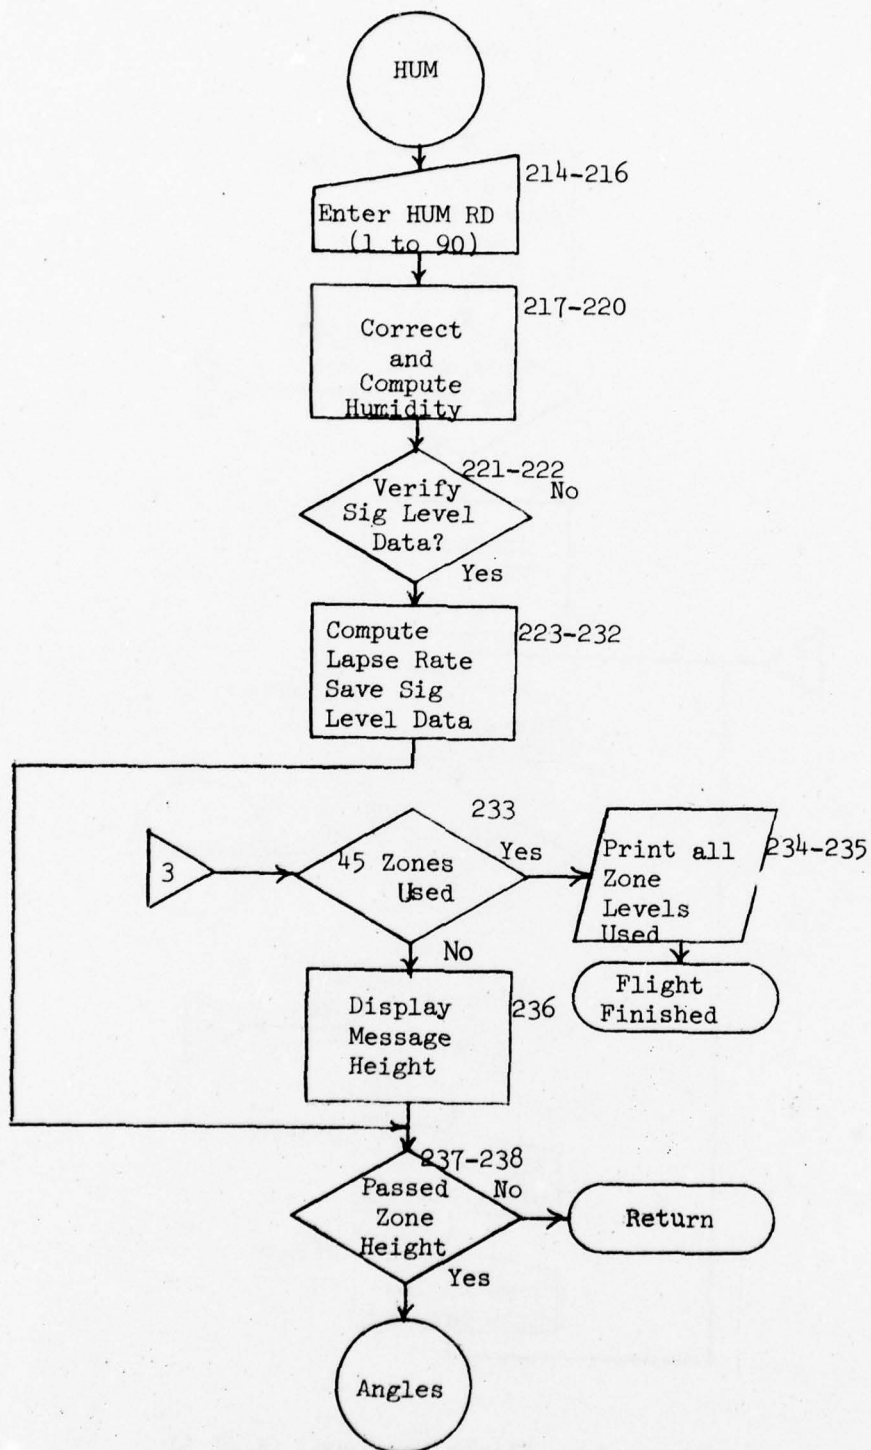 HUM
214-216
Enter HUM RD
(1 to 90)
217-220
Correct
and
Compute
Humidity
221-222
Verify
Sig Level
Data?
No
Yes
Compute
Lapse Rate
Save Sig
Level Data
223-232
3
233
45 Zones
Used
Yes
No
Print all
Zone
Levels
Used
234-235
Flight
Finished
Display
Message
Height
236
237-238
Passed
Zone
Height
No
Return
Yes
Angles